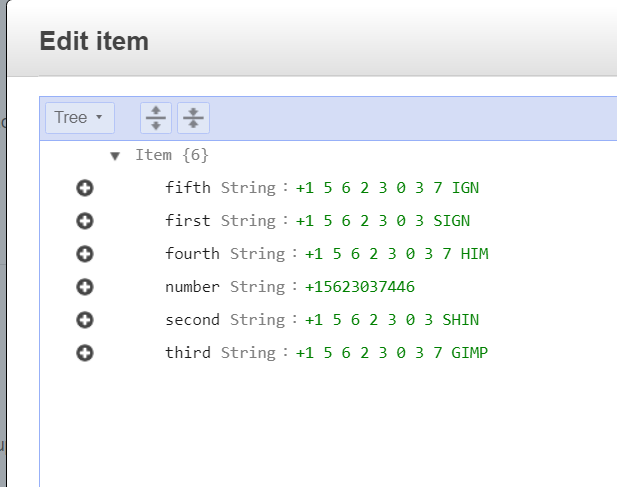 Edit item
Tree
Item {6}
fifth String : +1 5 6 2 3 0 3 7 IGN
first String : +1 5 6 2 3 0 3 SIGN
fourth String : +1 5 6 2 3 0 3 7 HIM
number String : +15623037446
second String : +1 5 6 2 3 0 3 SHIN
third String : +1 5 6 2 3 0 3 7 GIMP